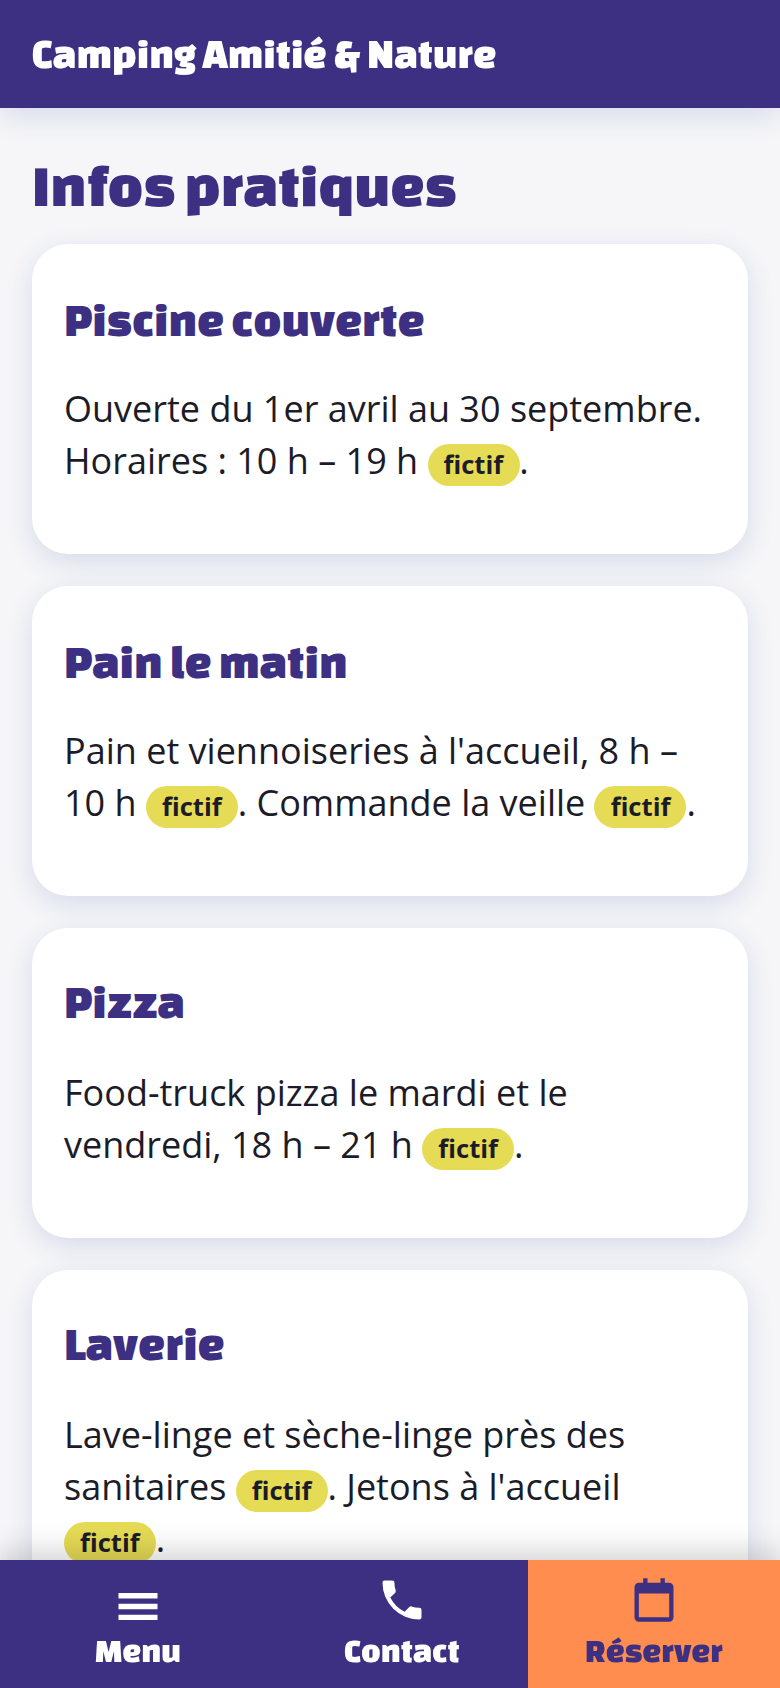 Camping Amitié & Nature
Infos pratiques
Piscine couverte
Ouverte du 1er avril au 30 septembre.
Horaires : 10 h – 19 h fictif.
Pain le matin
Pain et viennoiseries à l'accueil, 8 h –
10 h fictif. Commande la veille fictif.
Pizza
Food-truck pizza le mardi et le
vendredi, 18 h – 21 h fictif.
Laverie
Lave-linge et sèche-linge près des
sanitaires fictif. Jetons à l'accueil
fictif.
Menu Contact Réserver